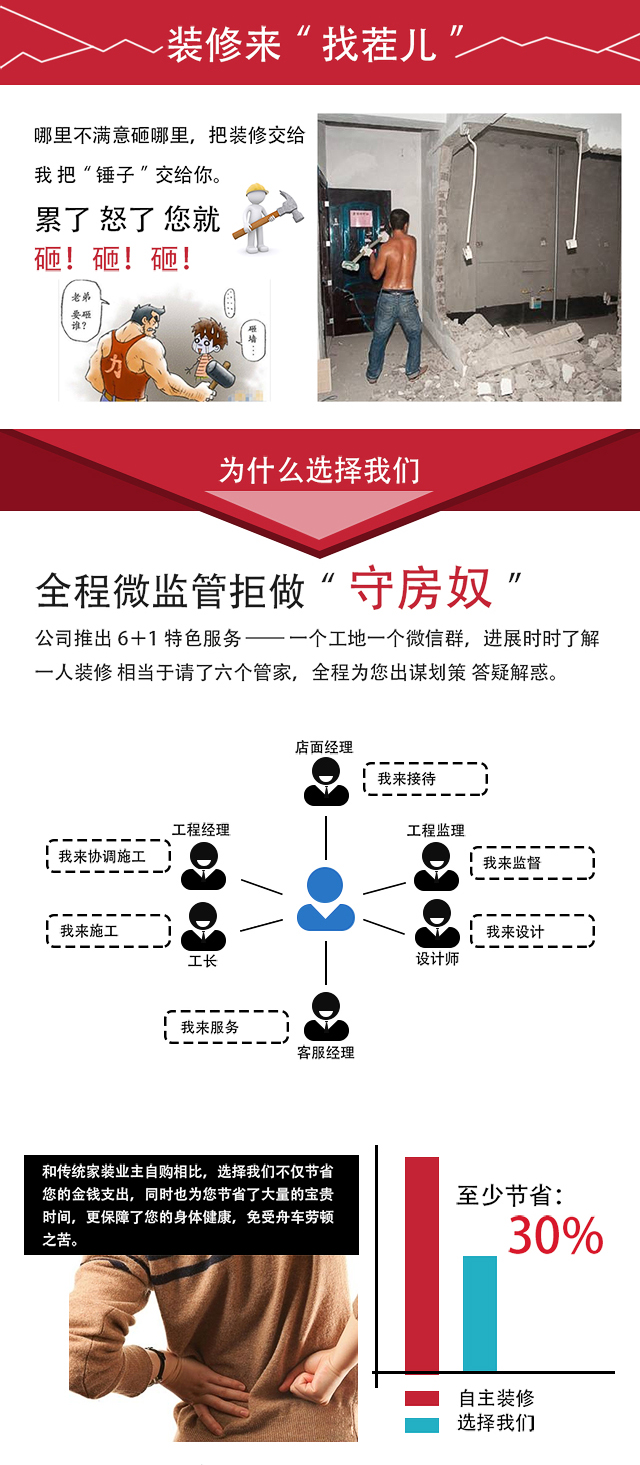 装修来“找茬儿”
哪里不满意砸哪里，把装修交给
我 把“锤子”交给你。
累了 怒了 您就
砸！砸！砸！
老弟
要砸
谁？
……
砸
墙…
力
为什么选择我们
全程微监管拒做“守房奴”
公司推出 6+1 特色服务——一个工地一个微信群，进展时时了解
一人装修 相当于请了六个管家，全程为您出谋划策 答疑解惑。
店面经理
我来接待
工程经理
我来协调施工
工程监理
我来监督
我来施工
工长
我来设计
设计师
我来服务
客服经理
和传统家装业主自购相比，选择我们不仅节省
您的金钱支出，同时也为您节省了大量的宝贵
时间，更保障了您的身体健康，免受舟车劳顿
之苦。
至少节省：
30%
自主装修
选择我们